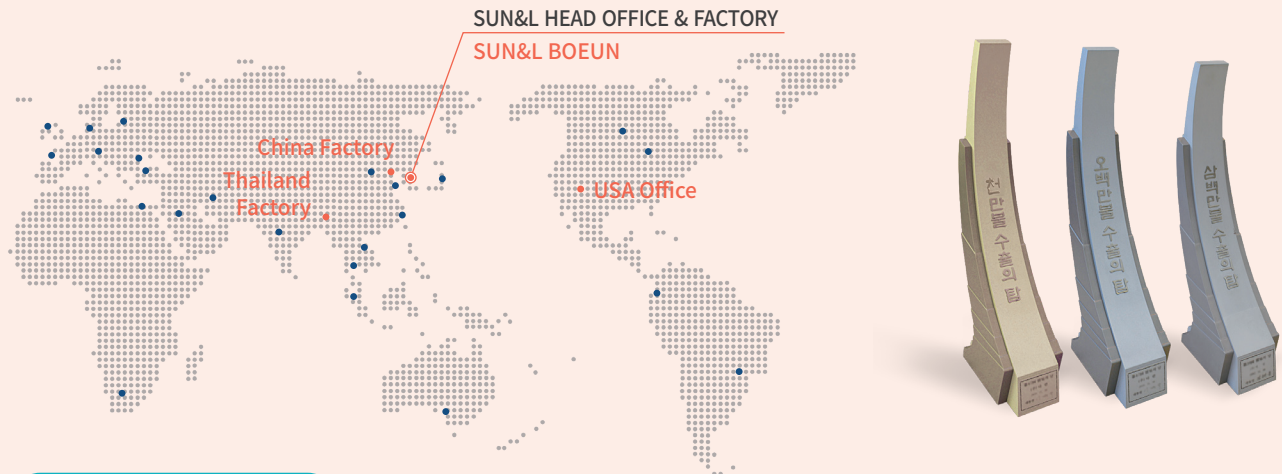 SUN&L HEAD OFFICE & FACTORY
SUN&L BOEUN
China Factory
Thailand
Factory
USA Office
천만불 수출의 탑
오백만불 수출의 탑
삼백만불 수출의 탑